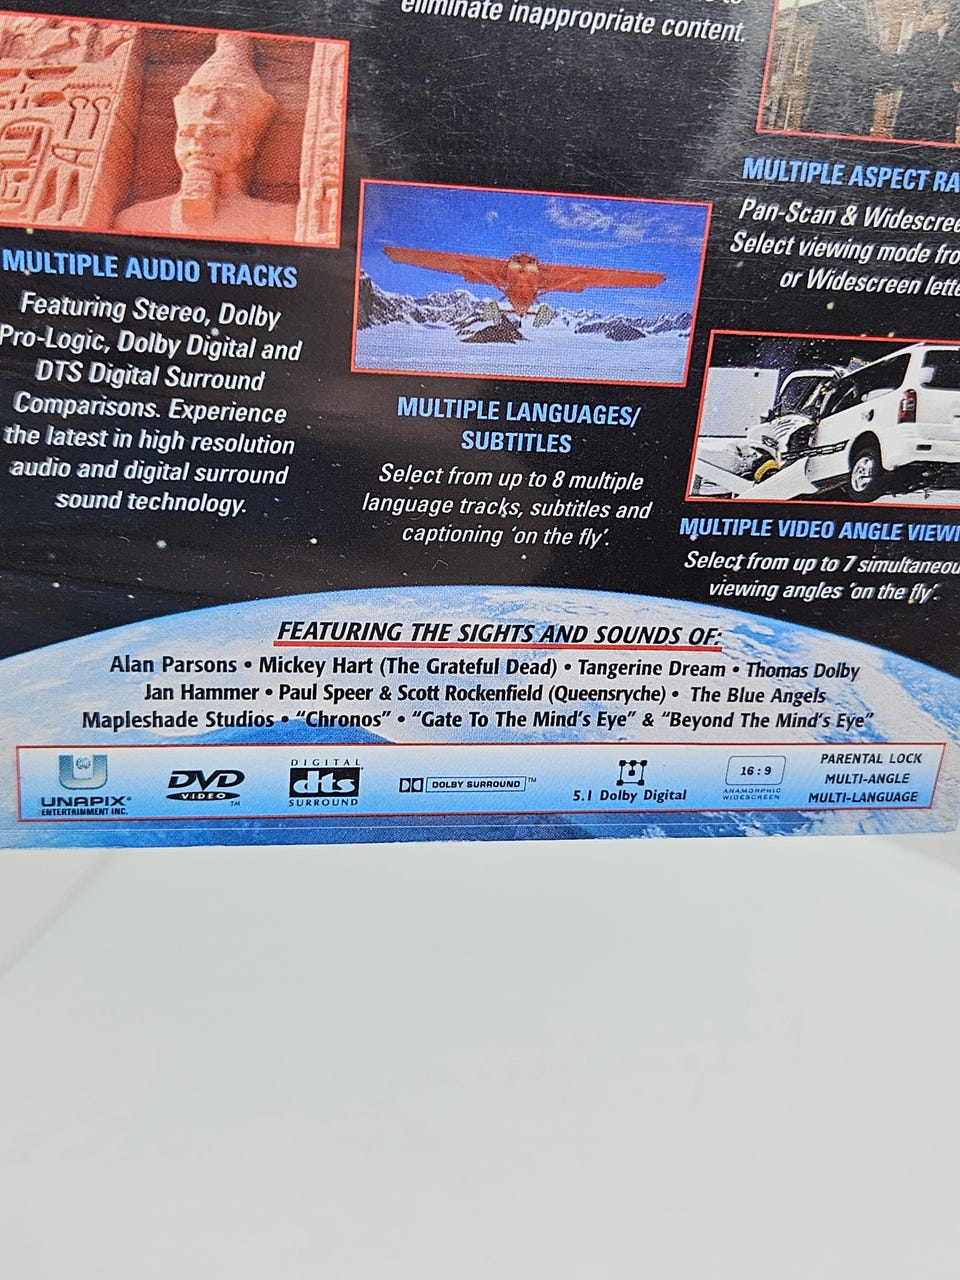 eliminate inappropriate content.
MULTIPLE AUDIO TRACKS
Featuring Stereo, Dolby
Pro-Logic, Dolby Digital and
DTS Digital Surround
Comparisons. Experience
the latest in high resolution
audio and digital surround
sound technology.
MULTIPLE LANGUAGES/
SUBTITLES
Select from up to 8 multiple
language tracks, subtitles and
captioning 'on the fly'.
MULTIPLE ASPECT RA
Pan-Scan & Widescree
Select viewing mode fro
or Widescreen lette
MULTIPLE VIDEO ANGLE VIEWI
Select from up to 7 simultaneou
viewing angles 'on the fly'.
FEATURING THE SIGHTS AND SOUNDS OF:
Alan Parsons • Mickey Hart (The Grateful Dead) • Tangerine Dream • Thomas Dolby
Jan Hammer • Paul Speer & Scott Rockenfield (Queensryche) • The Blue Angels
Mapleshade Studios • "Chronos" • "Gate To The Mind's Eye" & "Beyond The Mind's Eye"
UNAPIX®
ENTERTAINMENT INC.
DVD
VIDEO™
DIGITAL
dts
SURROUND
DOLBY SURROUND™
5.1 Dolby Digital
16:9
ANAMORPHIC
WIDESCREEN
PARENTAL LOCK
MULTI-ANGLE
MULTI-LANGUAGE